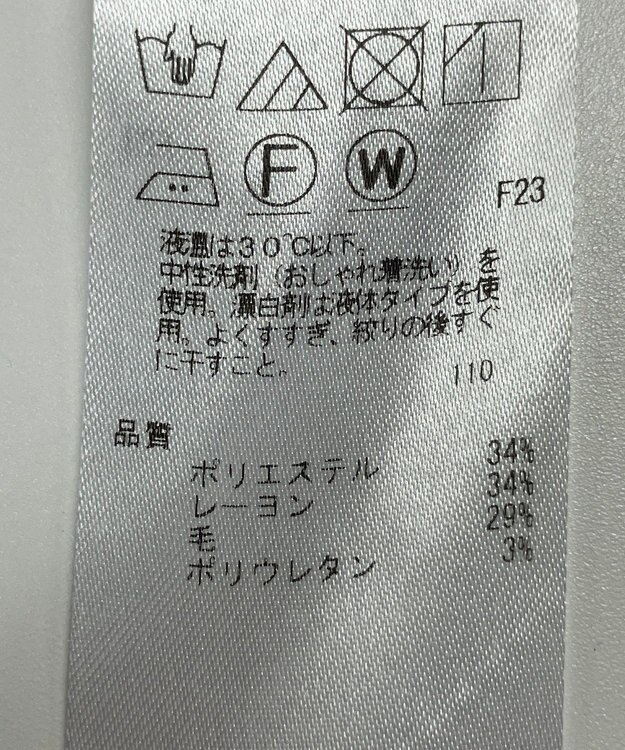 F W
F23
液温は30℃以下。
中性洗剤(おしゃれ着洗い)を
使用。漂白剤は液体タイプを使
用。よくすすぎ、絞りの後すぐ
に干すこと。
110
品質
ポリエステル 34%
レーヨン 34%
毛 29%
ポリウレタン 3%